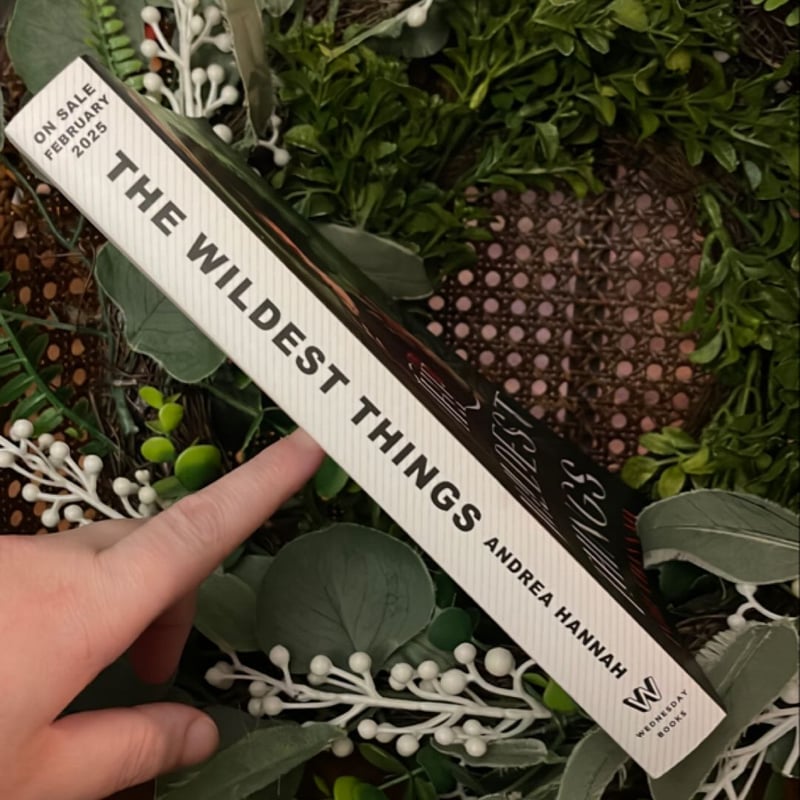 ON SALE
FEBRUARY
2025
THE WILDEST THINGS
ANDREA HANNAH
W
WEDNESDAY
BOOKS